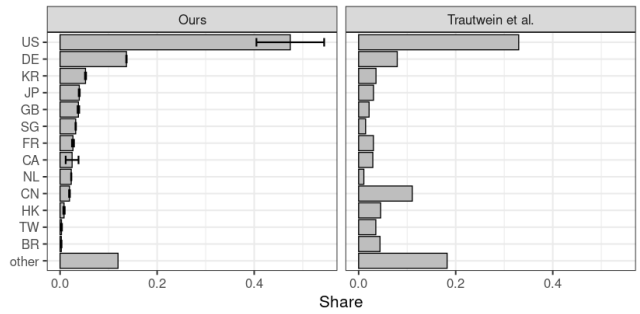 Ours
Trautwein et al.
US
DE
KR
JP
GB
SG
FR
CA
NL
CN
HK
TW
BR
other
0.0 0.2 0.4 0.0 0.2 0.4
Share